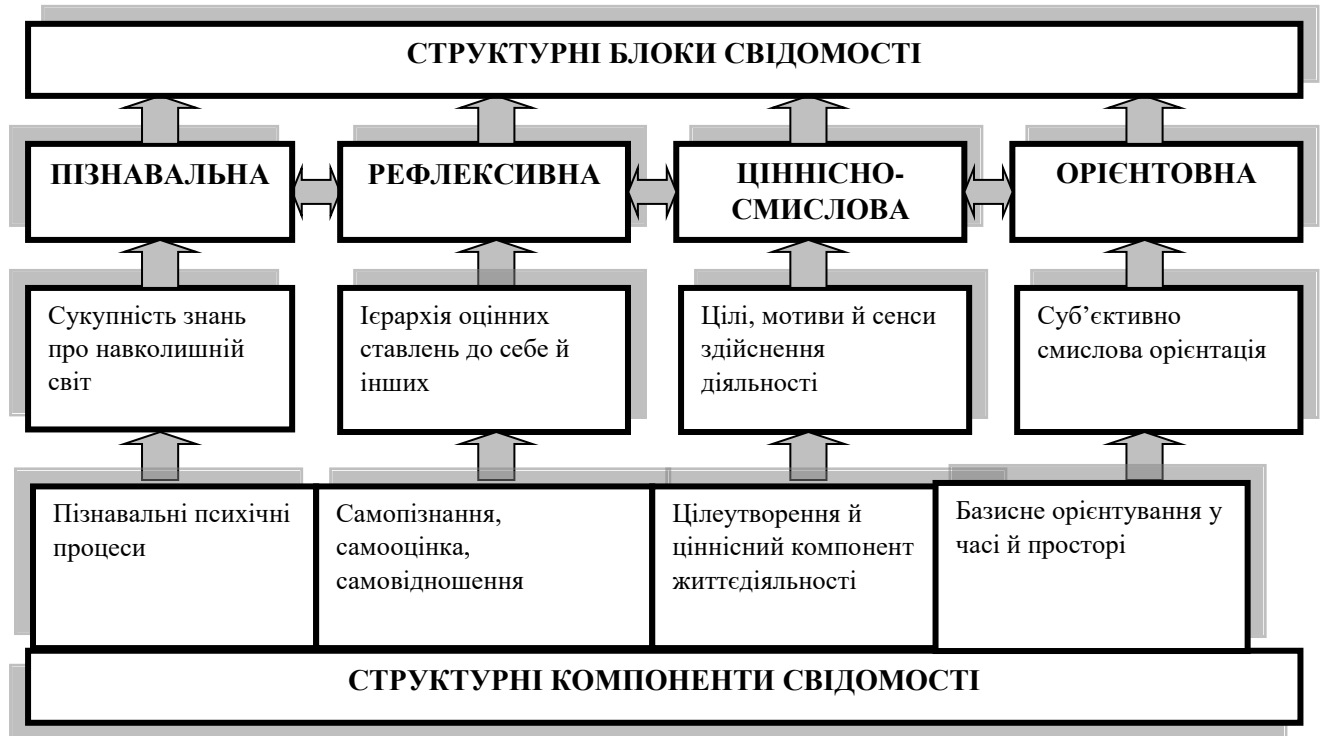 СТРУКТУРНІ БЛОКИ СВІДОМОСТІ
ПІЗНАВАЛЬНА
РЕФЛЕКСИВНА
ЦІННІСНО-
СМИСЛОВА
ОРІЄНТОВНА
Сукупність знань
про навколишній
світ
Ієрархія оцінних
ставлень до себе й
інших
Цілі, мотиви й сенси
здійснення
діяльності
Суб’єктивно
смислова орієнтація
Пізнавальні психічні
процеси
Самопізнання,
самооцінка,
самовідношення
Цілеутворення й
ціннісний компонент
життєдіяльності
Базисне орієнтування у
часі й просторі
СТРУКТУРНІ КОМПОНЕНТИ СВІДОМОСТІ